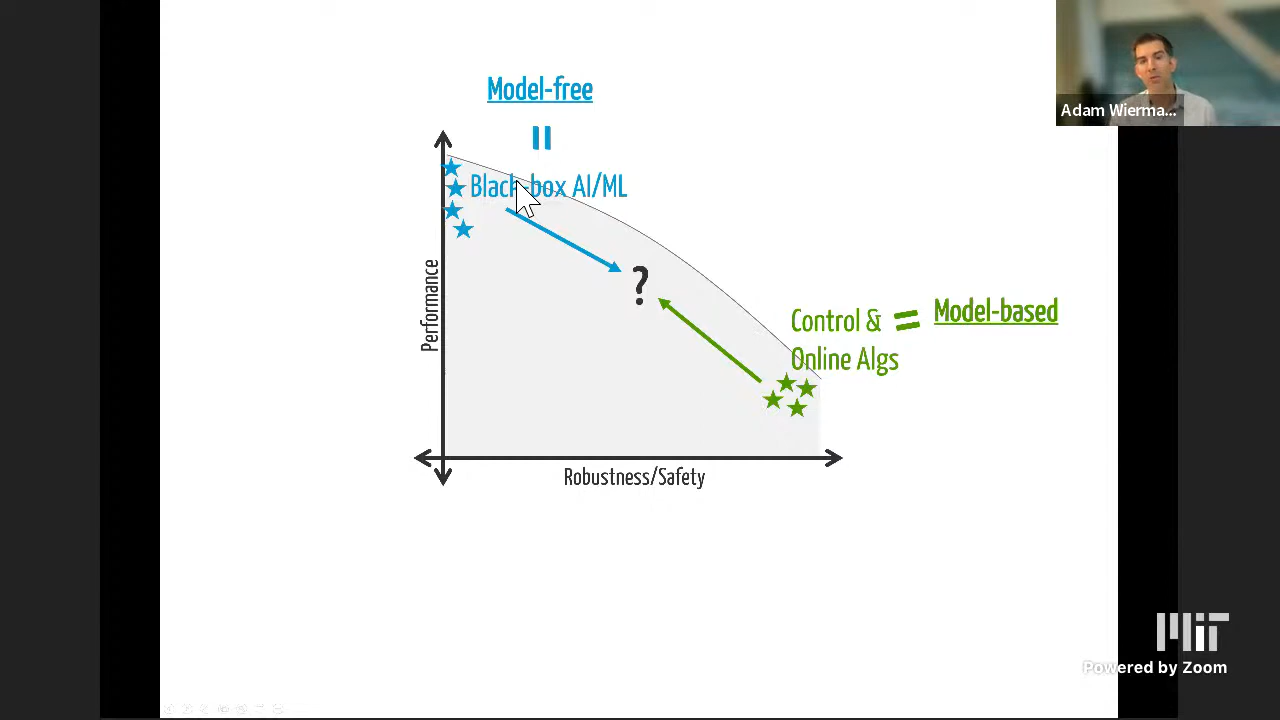 Model-free
=
Black-box AI/ML
Adam Wierma...
Performance
?
Control & = Model-based
Online Algs
Robustness/Safety
MIT
Powered by Zoom